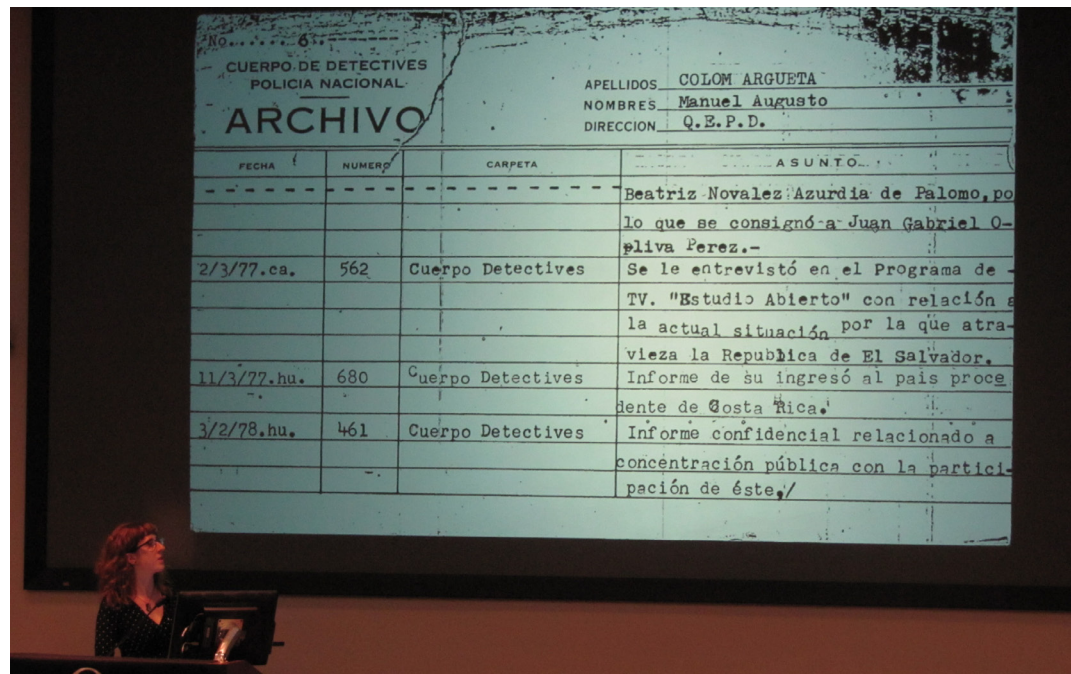 No. 6.
CUERPO DE DETECTIVES
POLICIA NACIONAL
ARCHIVO
APELLIDOS COLOM ARGUETA
NOMBRES Manuel Augusto
DIRECCION Q.E.P.D.
FECHA NUMERO CARPETA ASUNTO
Beatriz Novalez Azurdia de Palomo, po
lo que se consignó a Juan Gabriel O-
pliva Perez.-
2/3/77.ca. 562 Cuerpo Detectives Se le entrevistó en el Programa de -
TV. "Estudio Abierto" con relación a
la actual situación por la que atra-
vieza la Republica de El Salvador.
11/3/77.hu. 680 Cuerpo Detectives Informe de su ingresó al pais proce
dente de Costa Rica.
3/2/78.hu. 461 Cuerpo Detectives Informe confidencial relacionado a
concentración pública con la partici-
pación de éste,/